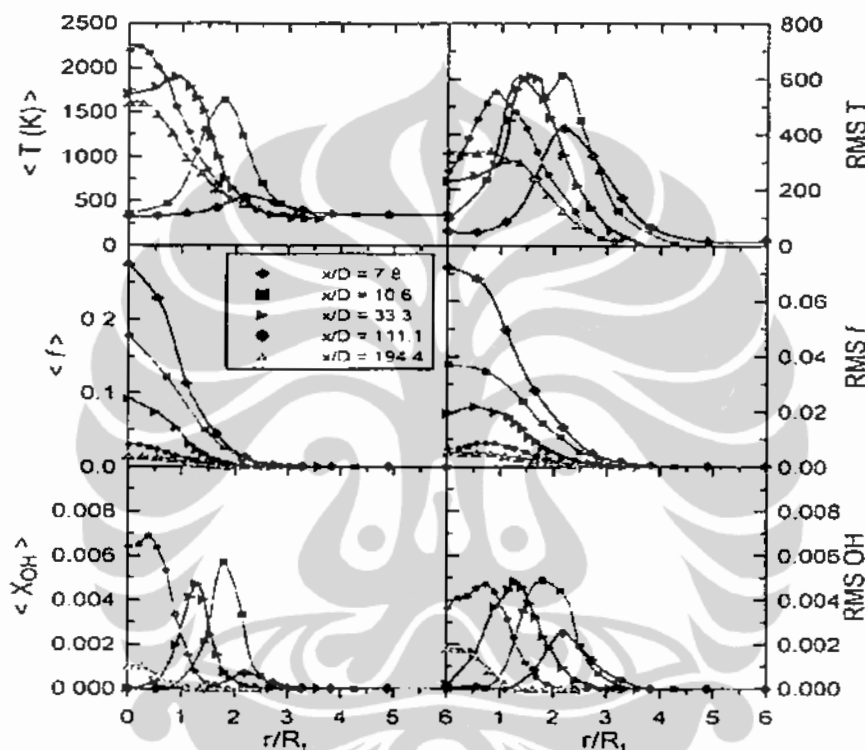 2500
2000
1500
1000
500
0
< T (K) >
800
600
400
200
0
RMS T
0.2
0.1
0.0
< f >
x/D = 7.8
x/D = 10.6
x/D = 33.3
x/D = 111.1
x/D = 194.4
0.06
0.04
0.02
0.00
RMS f
0.008
0.006
0.004
0.002
0.000
< X_OH >
0.008
0.006
0.004
0.002
0.000
RMS OH
0 1 2 3 4 5 6 1 2 3 4 5 6
r/R, r/R,